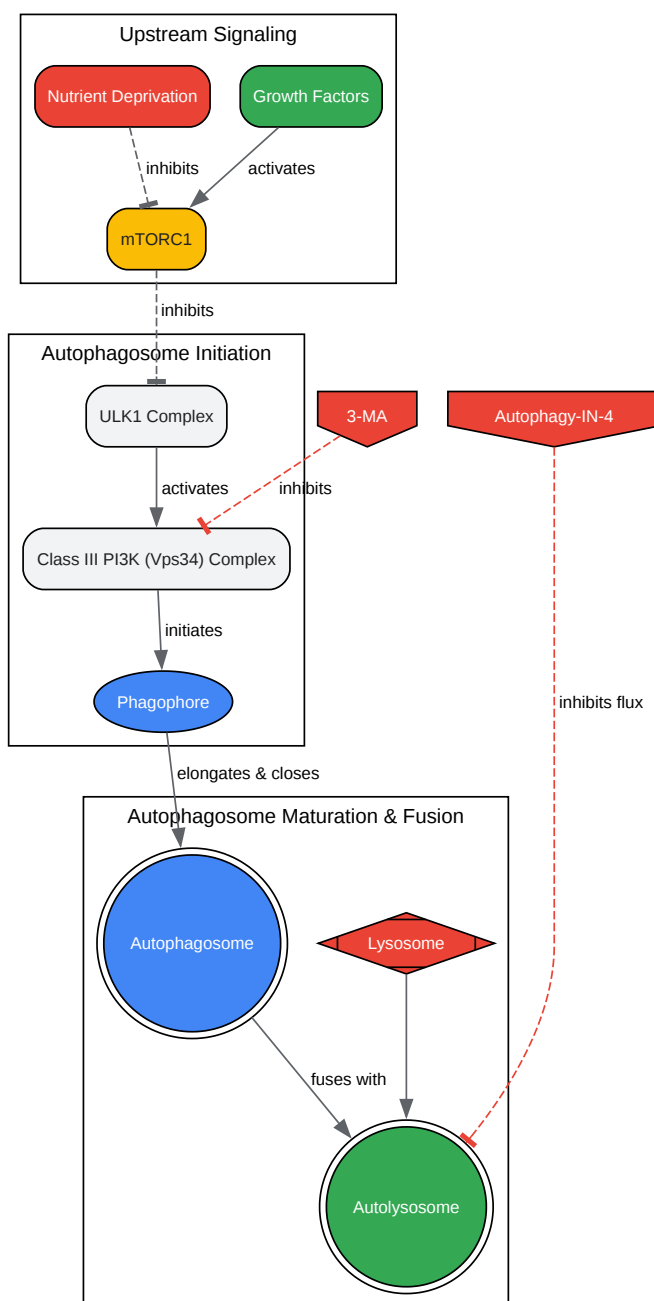 Upstream Signaling
Nutrient Deprivation
Growth Factors
inhibits
activates
mTORC1
inhibits
Autophagosome Initiation
ULK1 Complex
3-MA
Autophagy-IN-4
activates
inhibits
Class III PI3K (Vps34) Complex
initiates
Phagophore
inhibits flux
elongates & closes
Autophagosome Maturation & Fusion
Autophagosome
Lysosome
fuses with
Autolysosome